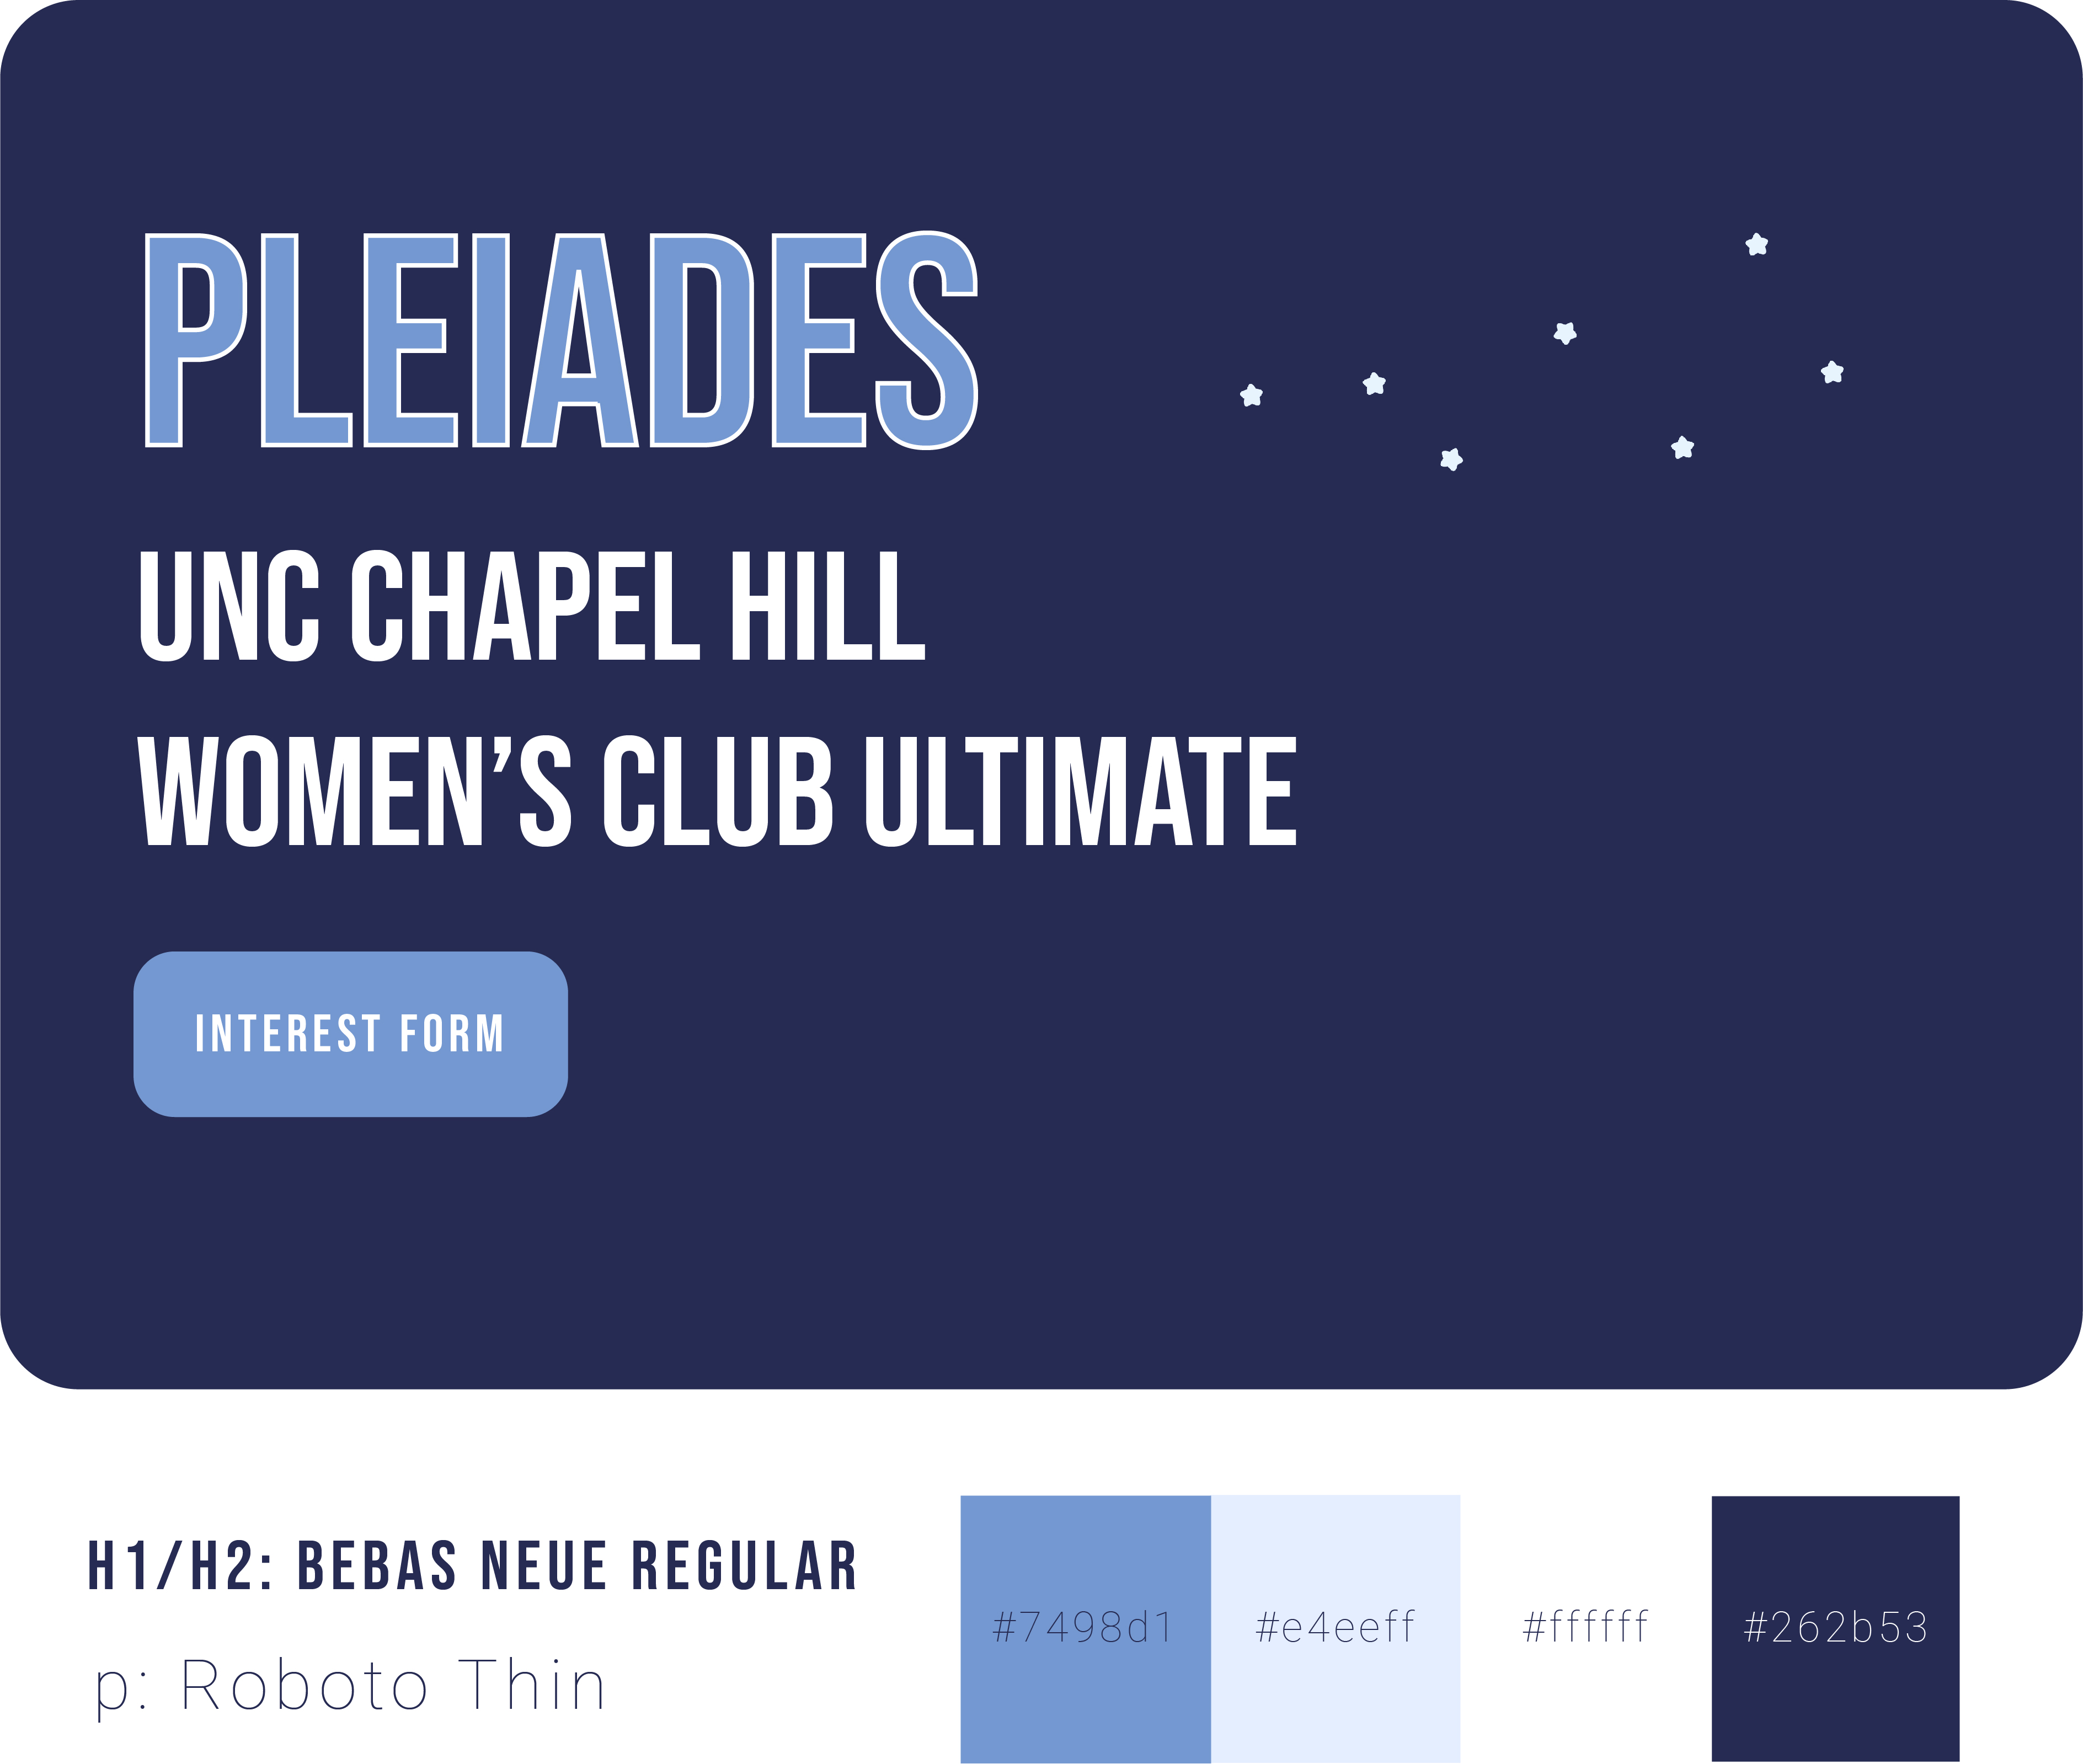 PLEIADES
UNC CHAPEL HILL
WOMEN’S CLUB ULTIMATE
INTEREST FORM
H1/H2: BEBAS NEUE REGULAR
p: Roboto Thin
#7498d1
#e4eeff
#ffffff
#262b53